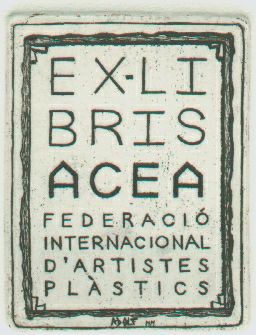 EX-LI
BRIS
ACEA
FEDERACIÓ
INTERNACIONAL
D'ARTISTES
PLÀSTICS